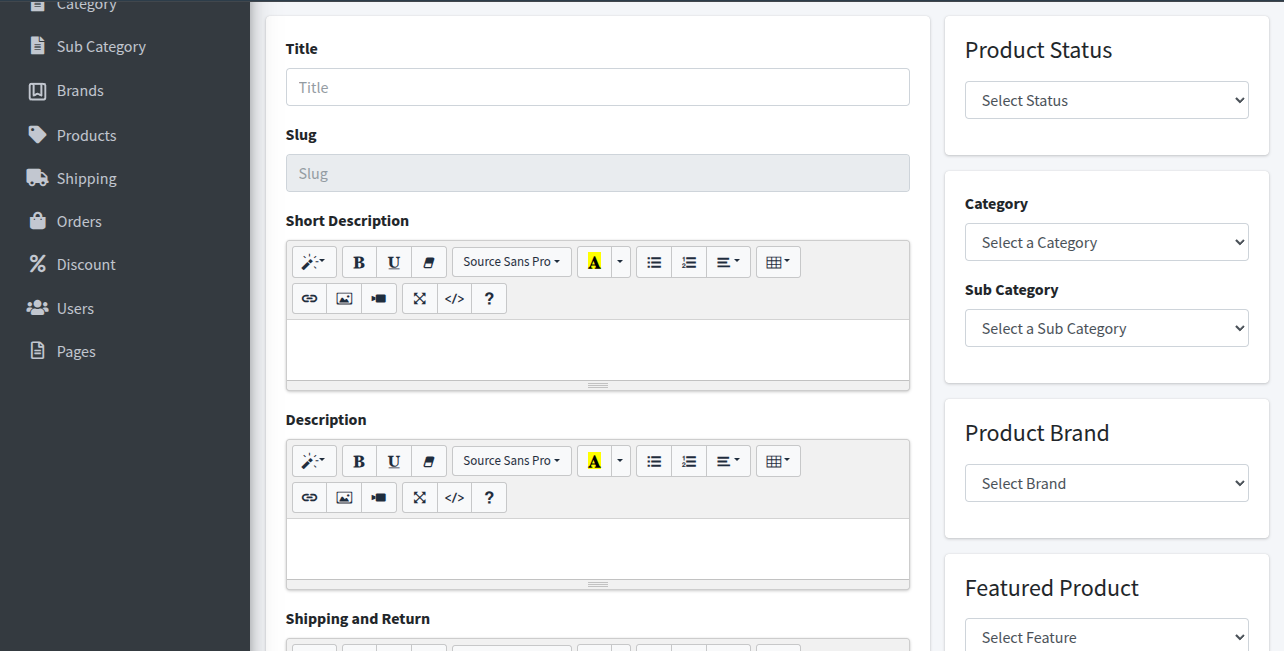 Category
Sub Category
Brands
Products
Shipping
Orders
Discount
Users
Pages
Title
Title
Slug
Slug
Short Description
B U Source Sans Pro A
</> ?
Description
B U Source Sans Pro A
</> ?
Shipping and Return
Product Status
Select Status
Category
Select a Category
Sub Category
Select a Sub Category
Product Brand
Select Brand
Featured Product
Select Feature